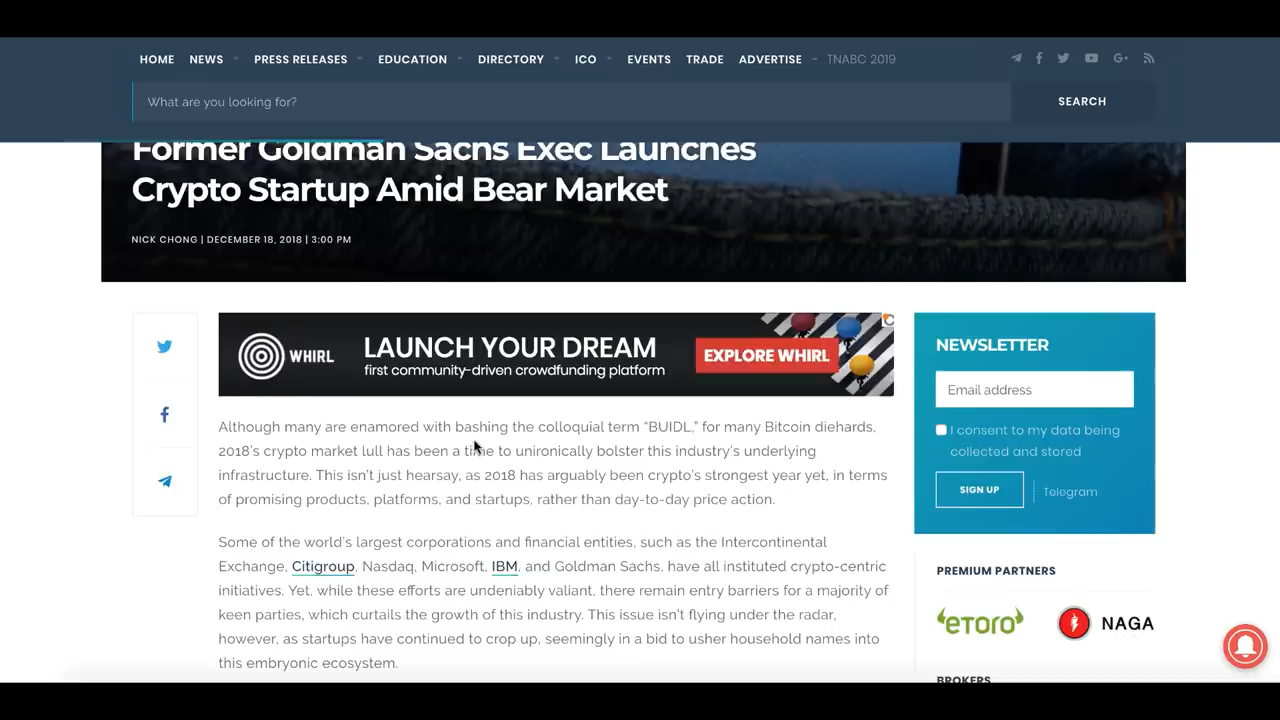 HOME NEWS PRESS RELEASES EDUCATION DIRECTORY ICO EVENTS TRADE ADVERTISE - TNABC 2019
What are you looking for?
SEARCH
Former Goldman Sachs Exec Launches
Crypto Startup Amid Bear Market
NICK CHONG | DECEMBER 18, 2018 | 3:00 PM
WHIRL
LAUNCH YOUR DREAM
first community-driven crowdfunding platform
EXPLORE WHIRL
Although many are enamored with bashing the colloquial term “BUIDL,” for many Bitcoin diehards,
2018’s crypto market lull has been a time to unironically bolster this industry’s underlying
infrastructure. This isn’t just hearsay, as 2018 has arguably been crypto’s strongest year yet, in terms
of promising products, platforms, and startups, rather than day-to-day price action.
Some of the world’s largest corporations and financial entities, such as the Intercontinental
Exchange, Citigroup, Nasdaq, Microsoft, IBM, and Goldman Sachs, have all instituted crypto-centric
initiatives. Yet, while these efforts are undeniably valiant, there remain entry barriers for a majority of
keen parties, which curtails the growth of this industry. This issue isn’t flying under the radar,
however, as startups have continued to crop up, seemingly in a bid to usher household names into
this embryonic ecosystem.
NEWSLETTER
Email address
I consent to my data being
collected and stored
SIGN UP
Telegram
PREMIUM PARTNERS
eToro
NAGA
BROKERS